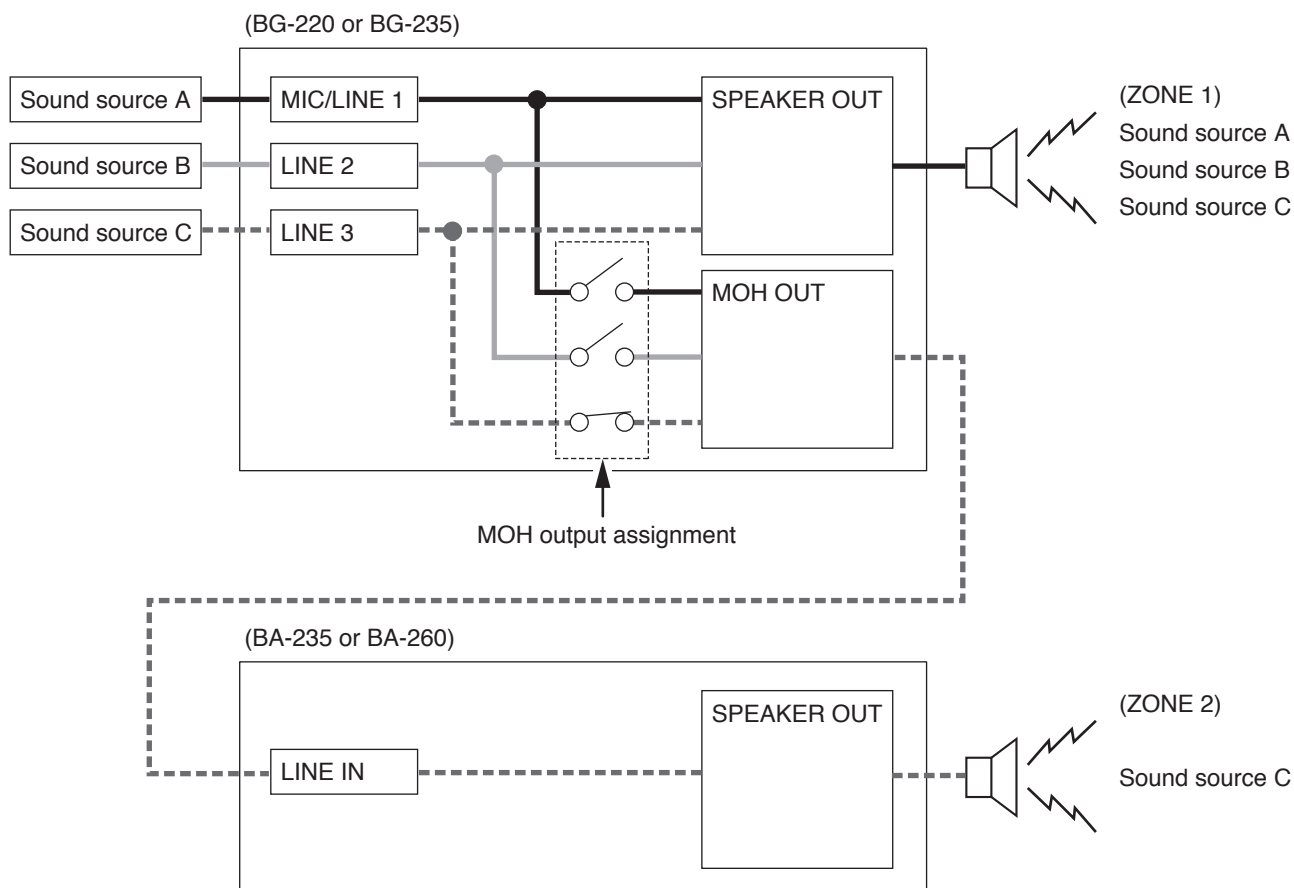 (BG-220 or BG-235)
Sound source A
MIC/LINE 1
SPEAKER OUT
(ZONE 1)
Sound source A
Sound source B
LINE 2
Sound source B
Sound source C
LINE 3
Sound source C
MOH OUT
MOH output assignment
(BA-235 or BA-260)
SPEAKER OUT
(ZONE 2)
LINE IN
Sound source C